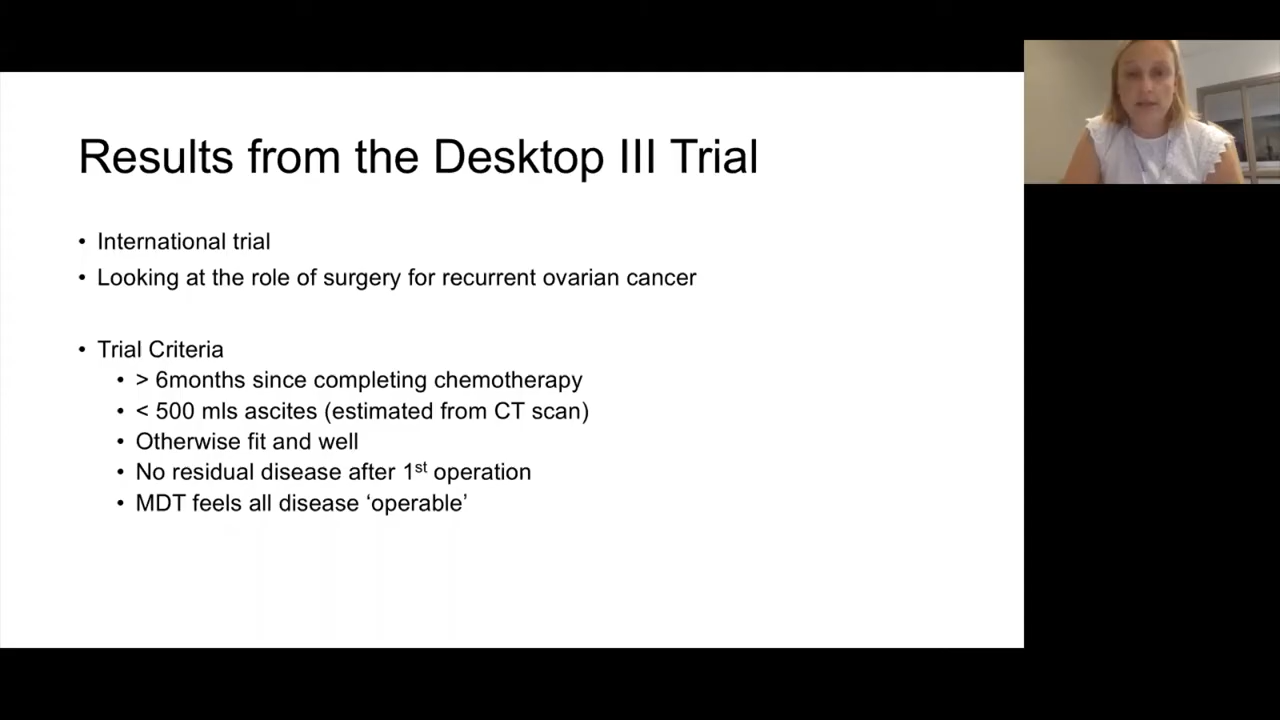 Results from the Desktop III Trial
• International trial
• Looking at the role of surgery for recurrent ovarian cancer
• Trial Criteria
• > 6months since completing chemotherapy
• < 500 mls ascites (estimated from CT scan)
• Otherwise fit and well
• No residual disease after 1st operation
• MDT feels all disease ‘operable’